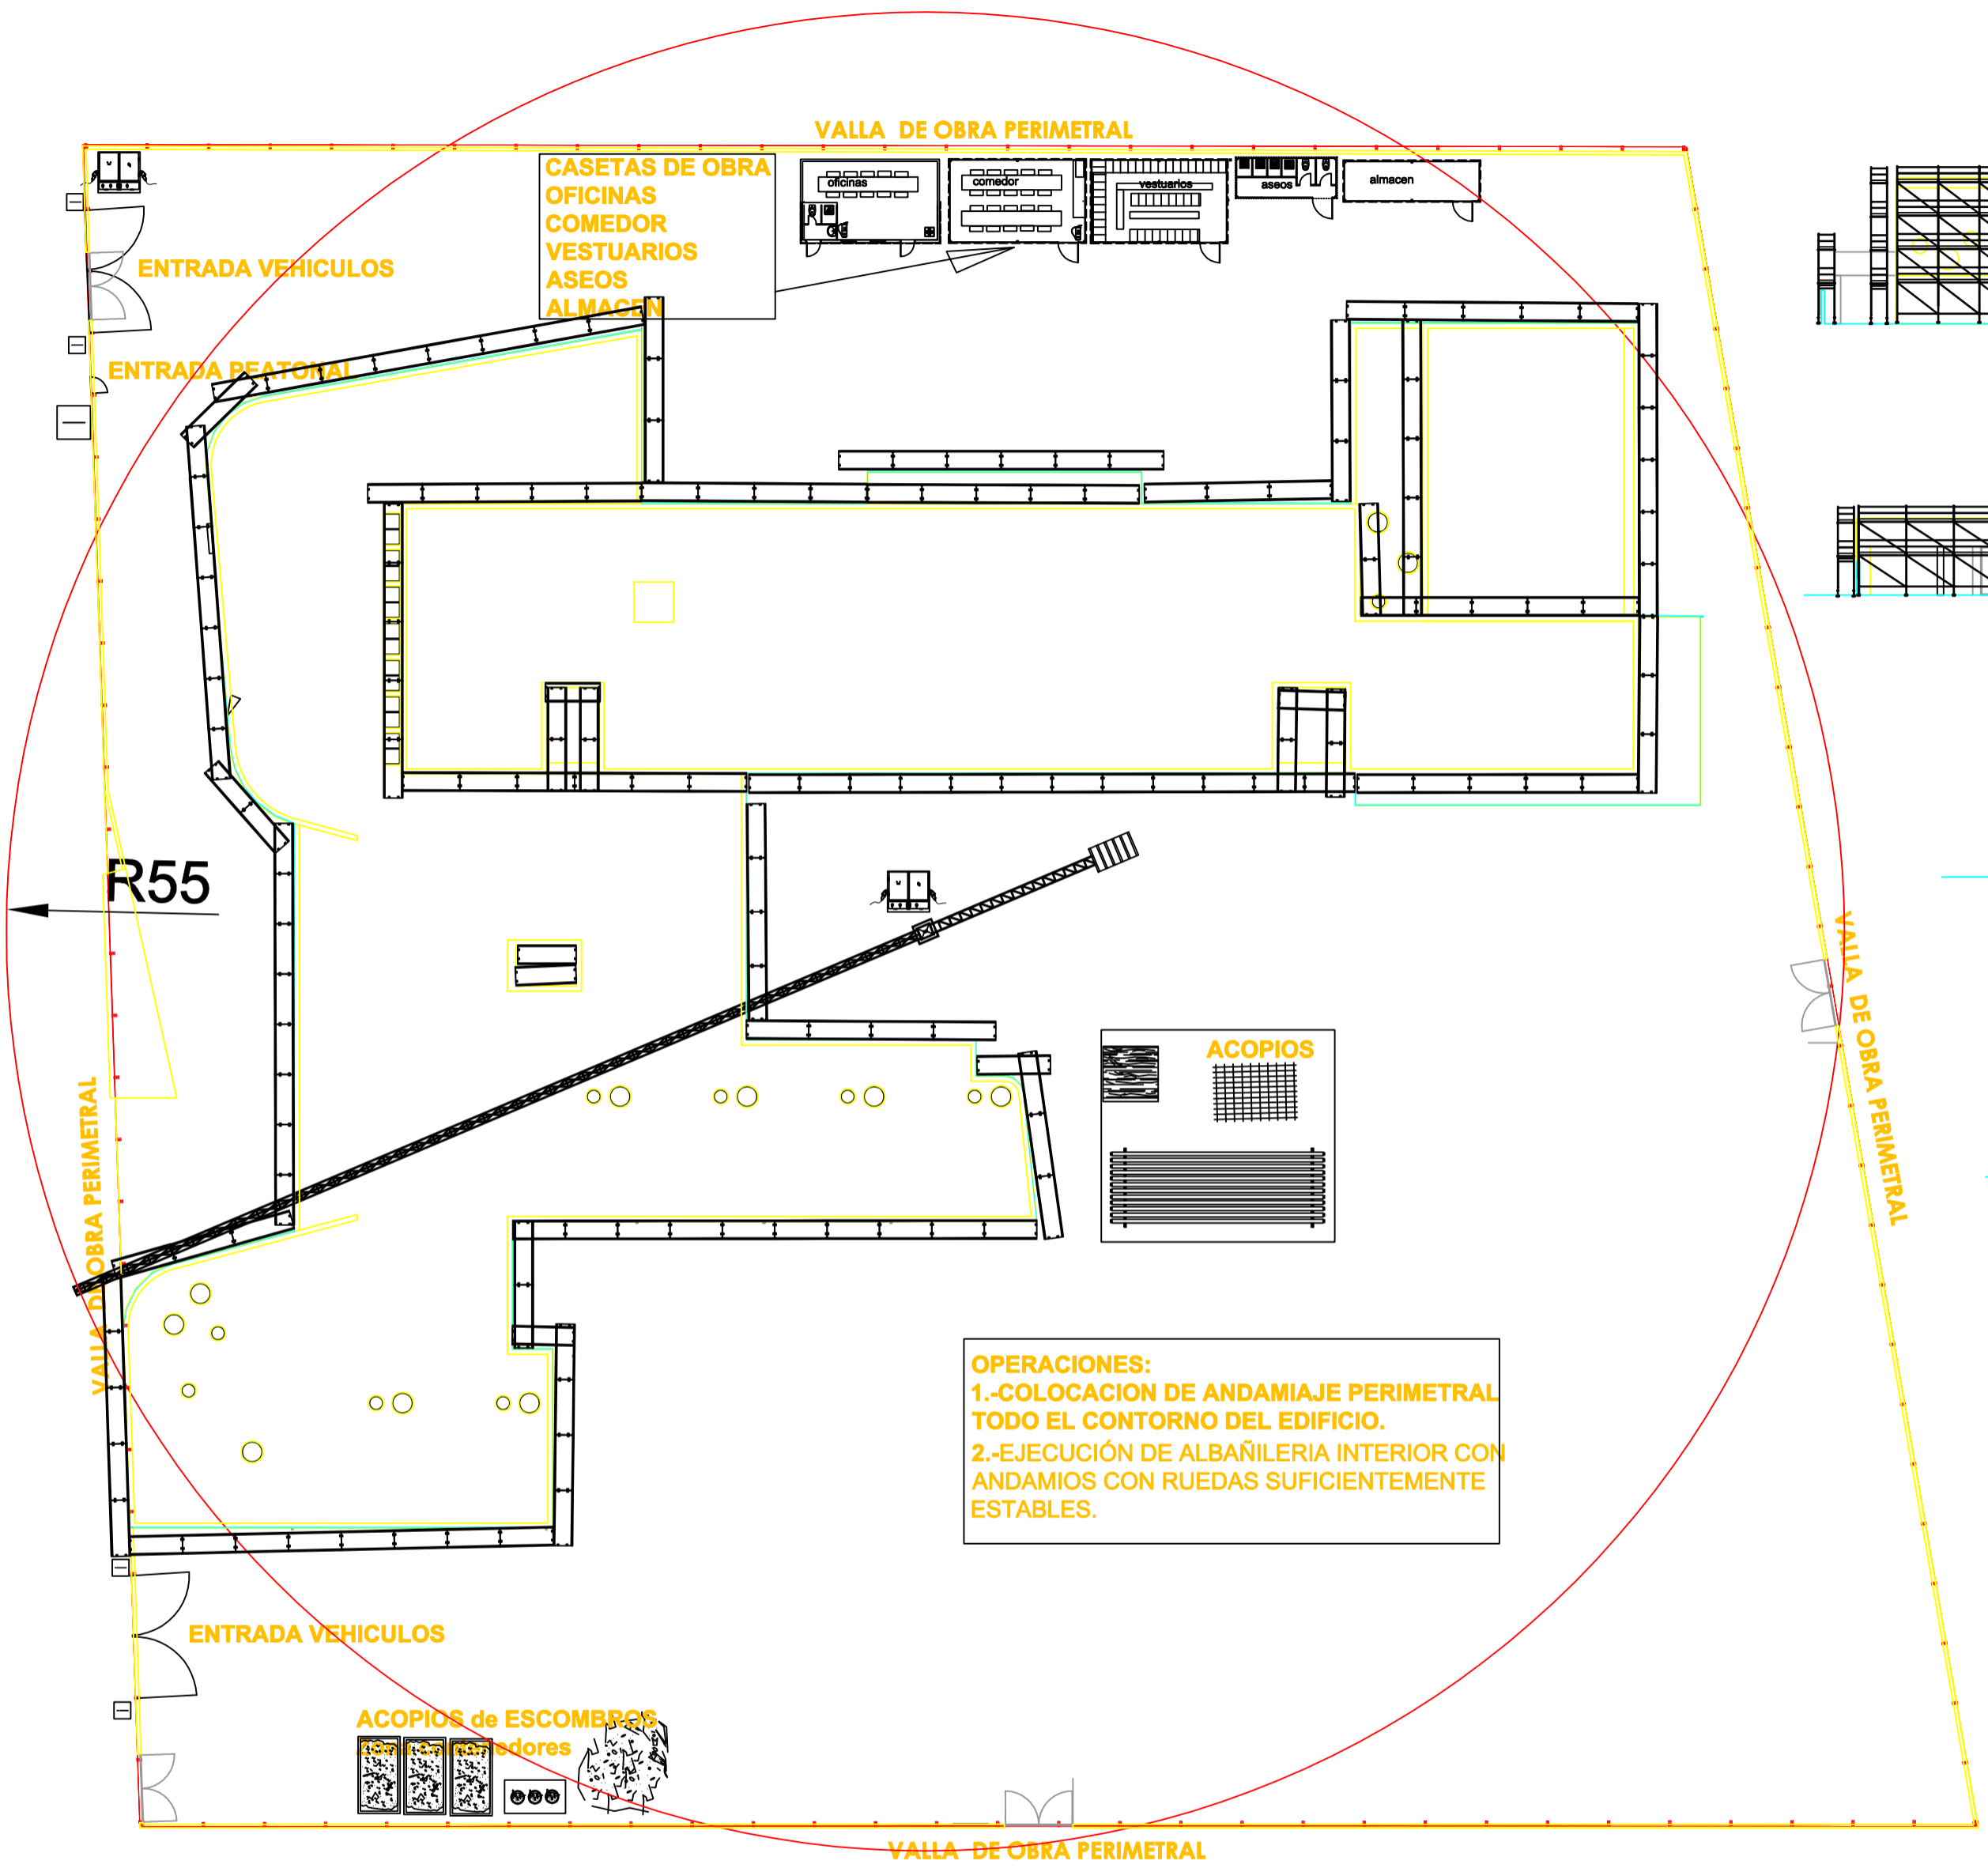 VALLA DE OBRA PERIMETRAL
CASETAS DE OBRA
OFICINAS
COMEDOR
VESTUARIOS
ASEOS
ALMACEN
oficinas
comedor
vestuarios
aseos
almacen
ENTRADA VEHICULOS
ENTRADA PEATONAL
R55
VALLA DE OBRA PERIMETRAL
VALLA DE OBRA PERIMETRAL
ACOPIOS
OPERACIONES:
1.-COLOCACION DE ANDAMIAJE PERIMETRAL
TODO EL CONTORNO DEL EDIFICIO.
2.-EJECUCIÓN DE ALBAÑILERIA INTERIOR CON
ANDAMIOS CON RUEDAS SUFICIENTEMENTE
ESTABLES.
ENTRADA VEHICULOS
ACOPIOS de ESCOMBROS
zona contenedores
VALLA DE OBRA PERIMETRAL